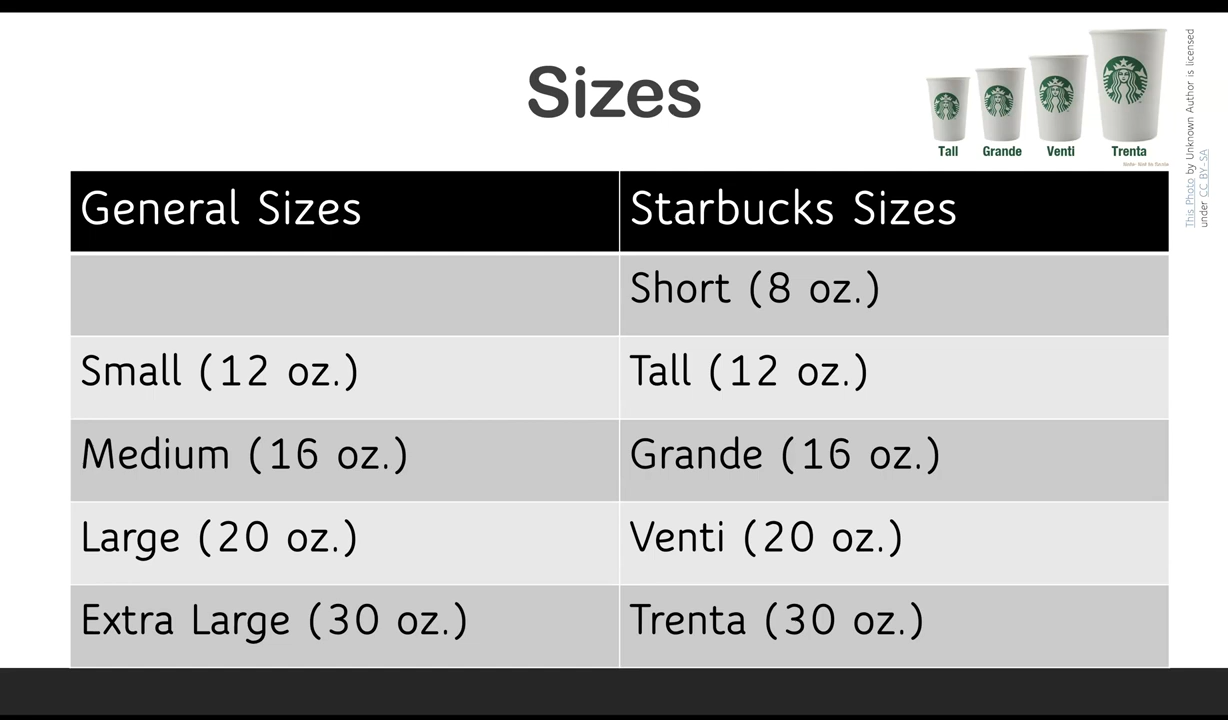 Sizes
Tall Grande Venti Trenta
This Photo by Unknown Author is licensed
under CC BY-SA
General Sizes Starbucks Sizes
Short (8 oz.)
Small (12 oz.) Tall (12 oz.)
Medium (16 oz.) Grande (16 oz.)
Large (20 oz.) Venti (20 oz.)
Extra Large (30 oz.) Trenta (30 oz.)